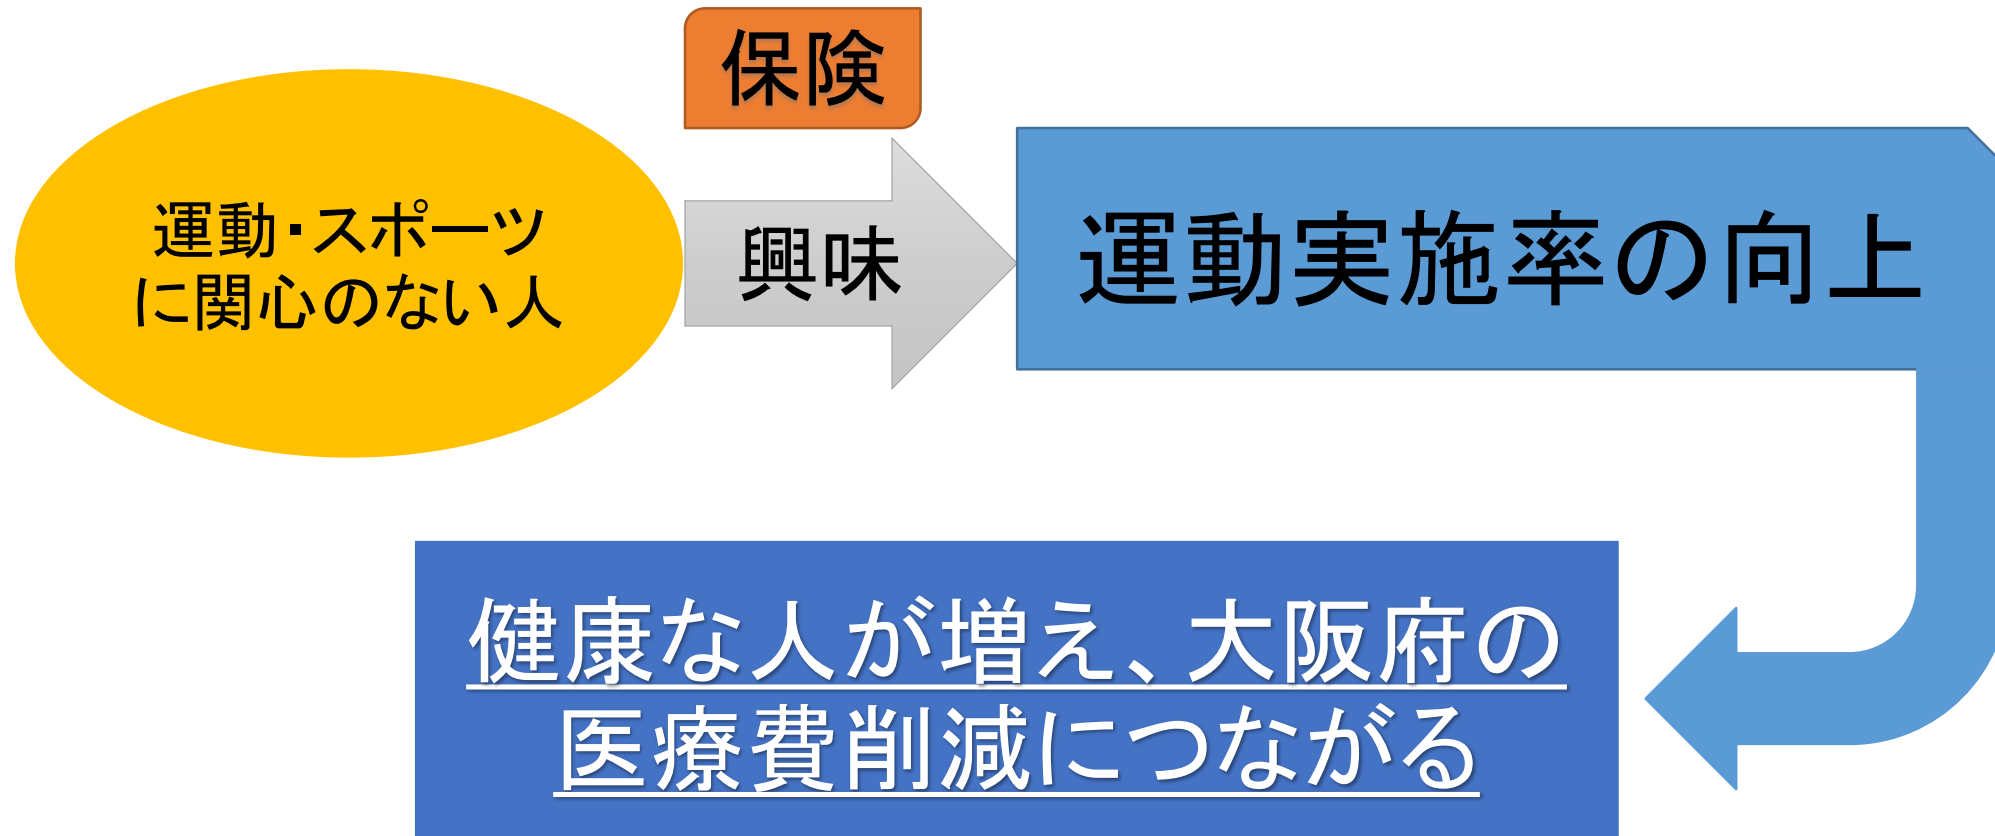 保険
運動・スポーツ
に関心のない人
興味
運動実施率の向上
健康な人が増え、大阪府の
医療費削減につながる